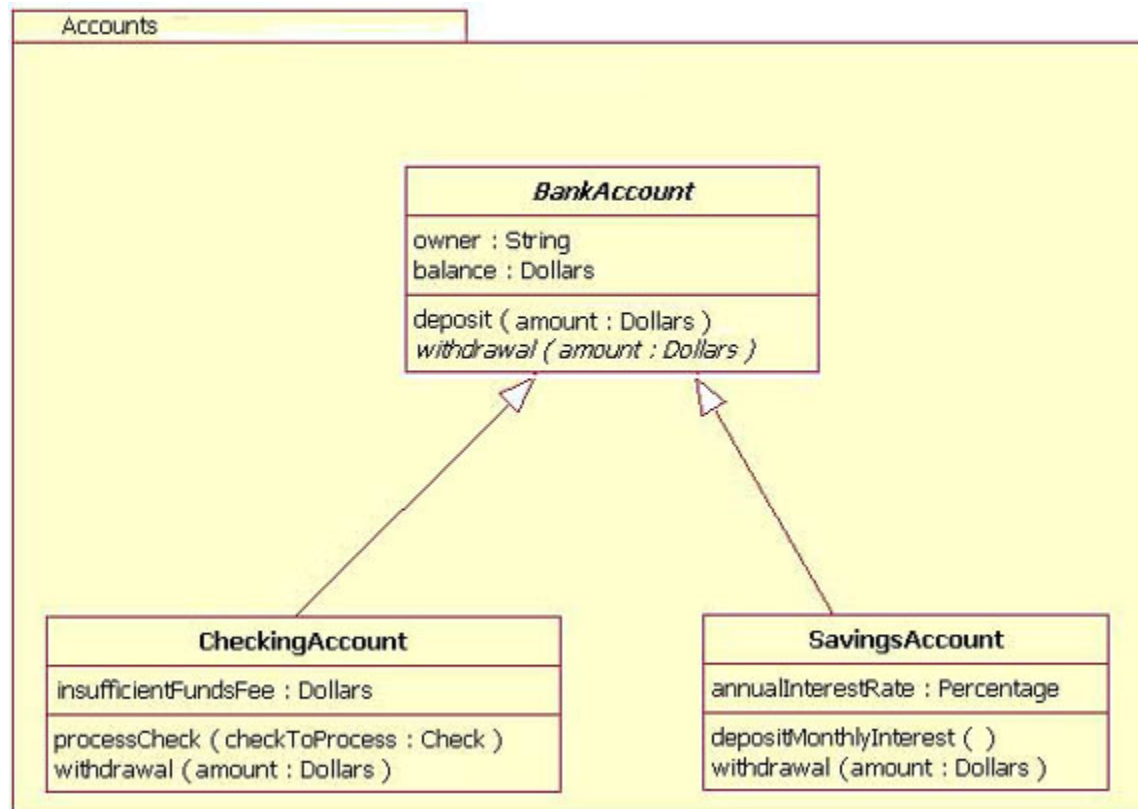 Accounts
BankAccount
owner : String
balance : Dollars
deposit ( amount : Dollars )
withdrawal ( amount : Dollars )
CheckingAccount
insufficientFundsFee : Dollars
processCheck ( checkToProcess : Check )
withdrawal ( amount : Dollars )
SavingsAccount
annualInterestRate : Percentage
depositMonthlyInterest ( )
withdrawal ( amount : Dollars )